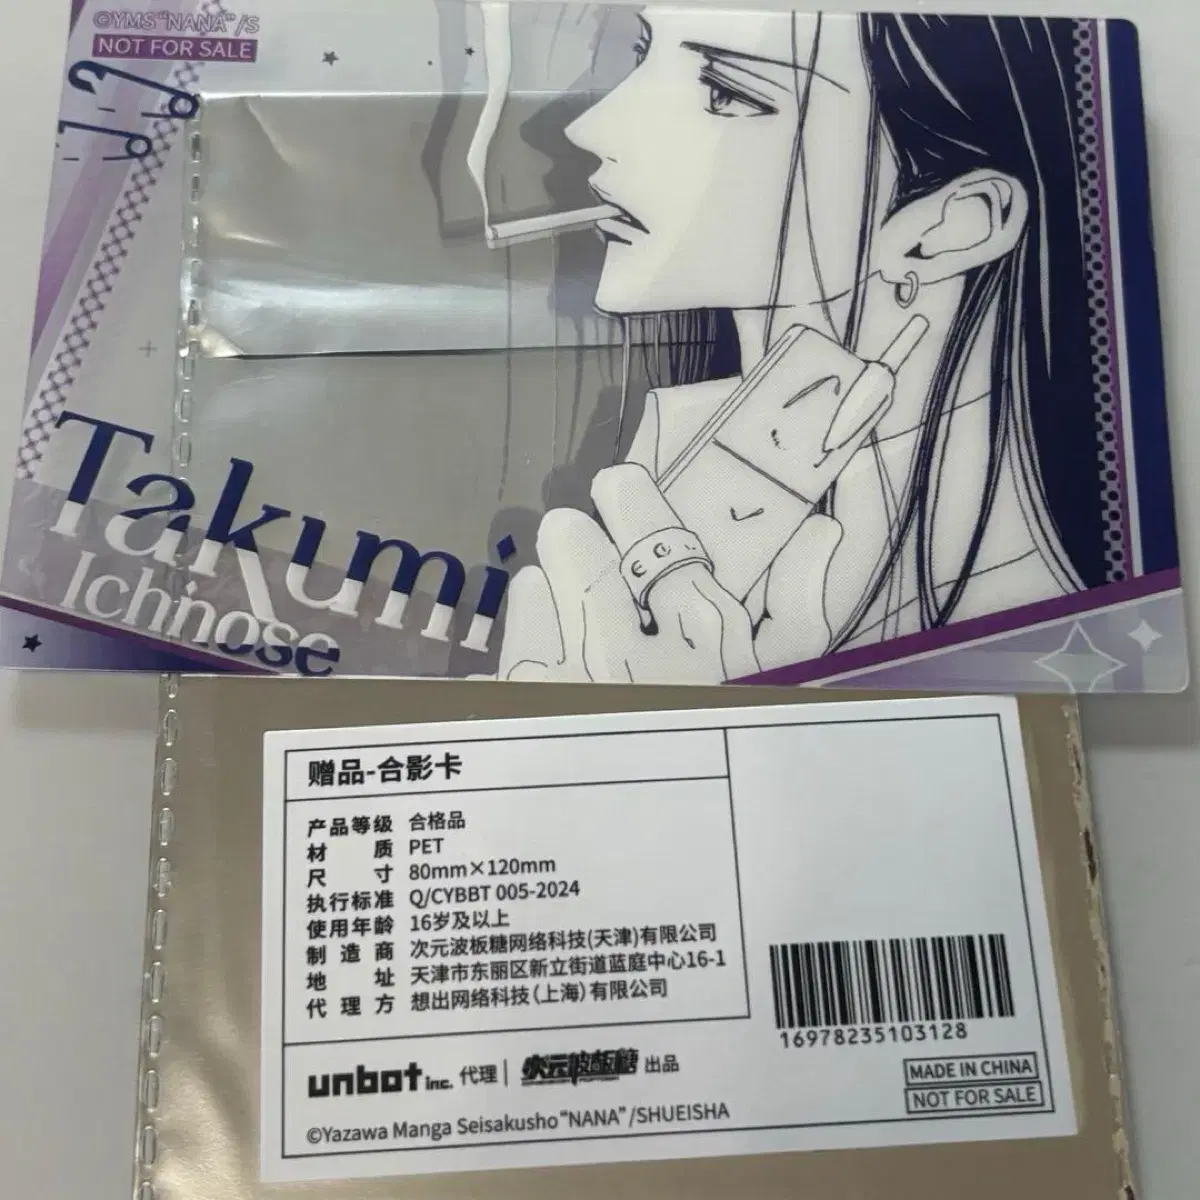 ©YMS "NANA" /S
NOT FOR SALE
ナナ
Takumi
Ichinose
赠品-合影卡
产品等级 合格品
材 质 PET
尺 寸 80mm×120mm
执行标准 Q/CYBBT 005-2024
使用年龄 16岁及以上
制 造 商 次元波板糖网络科技(天津)有限公司
地 址 天津市东丽区新立街道蓝庭中心16-1
代 理 方 想出网络科技(上海)有限公司
16978235103128
unbot inc. 代理 | 次元波板糖 出品
MADE IN CHINA
NOT FOR SALE
©Yazawa Manga Seisakusho"NANA"/SHUEISHA